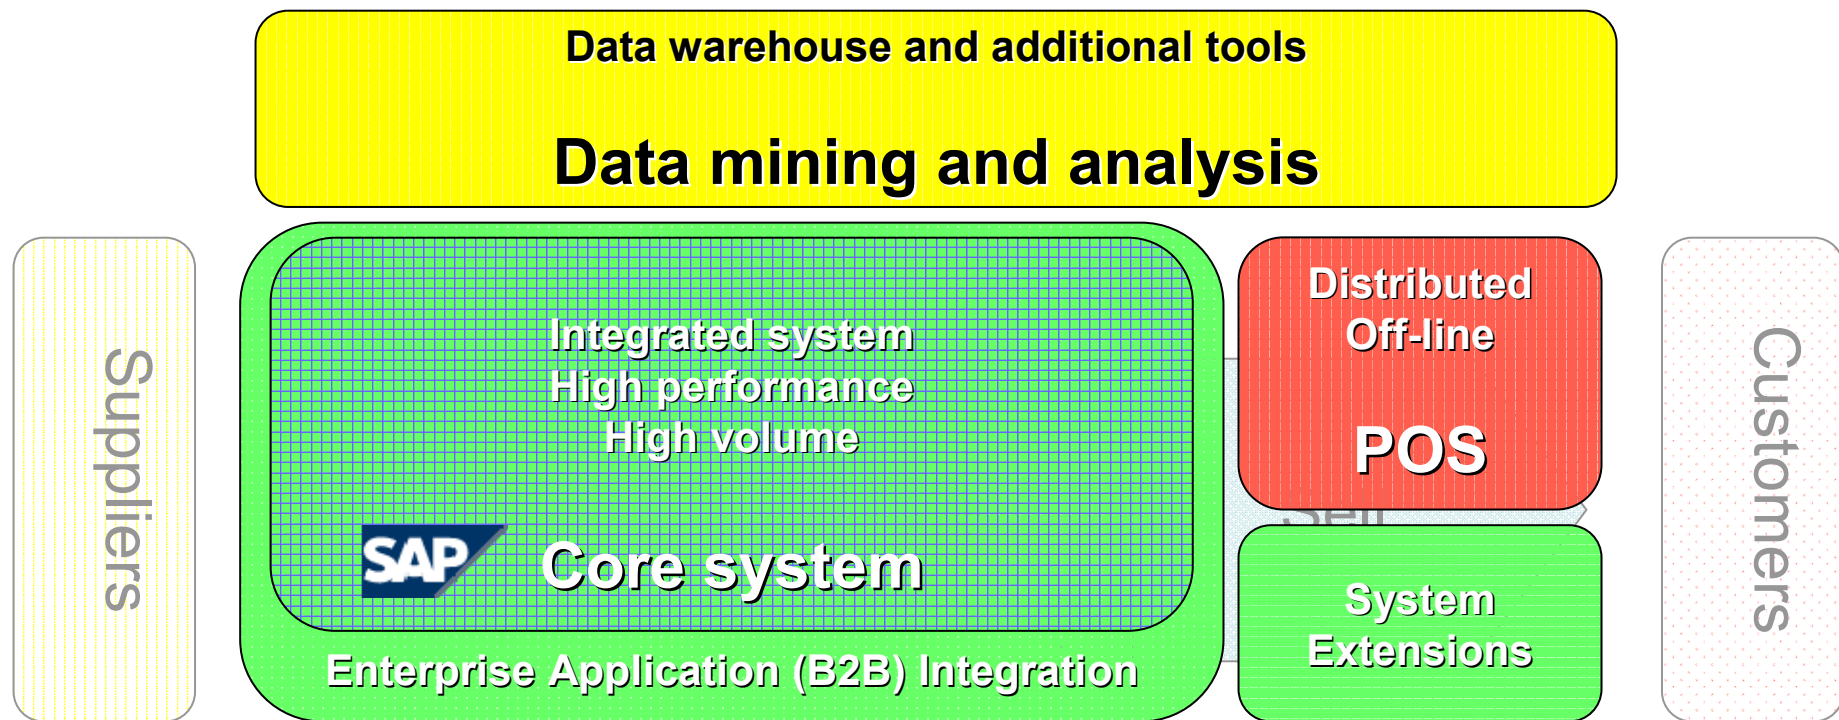 Data warehouse and additional tools
Data mining and analysis
Suppliers
Integrated system
High performance
High volume
SAP
Core system
Enterprise Application (B2B) Integration
Distributed
Off-line
POS
Sell
System
Extensions
Customers